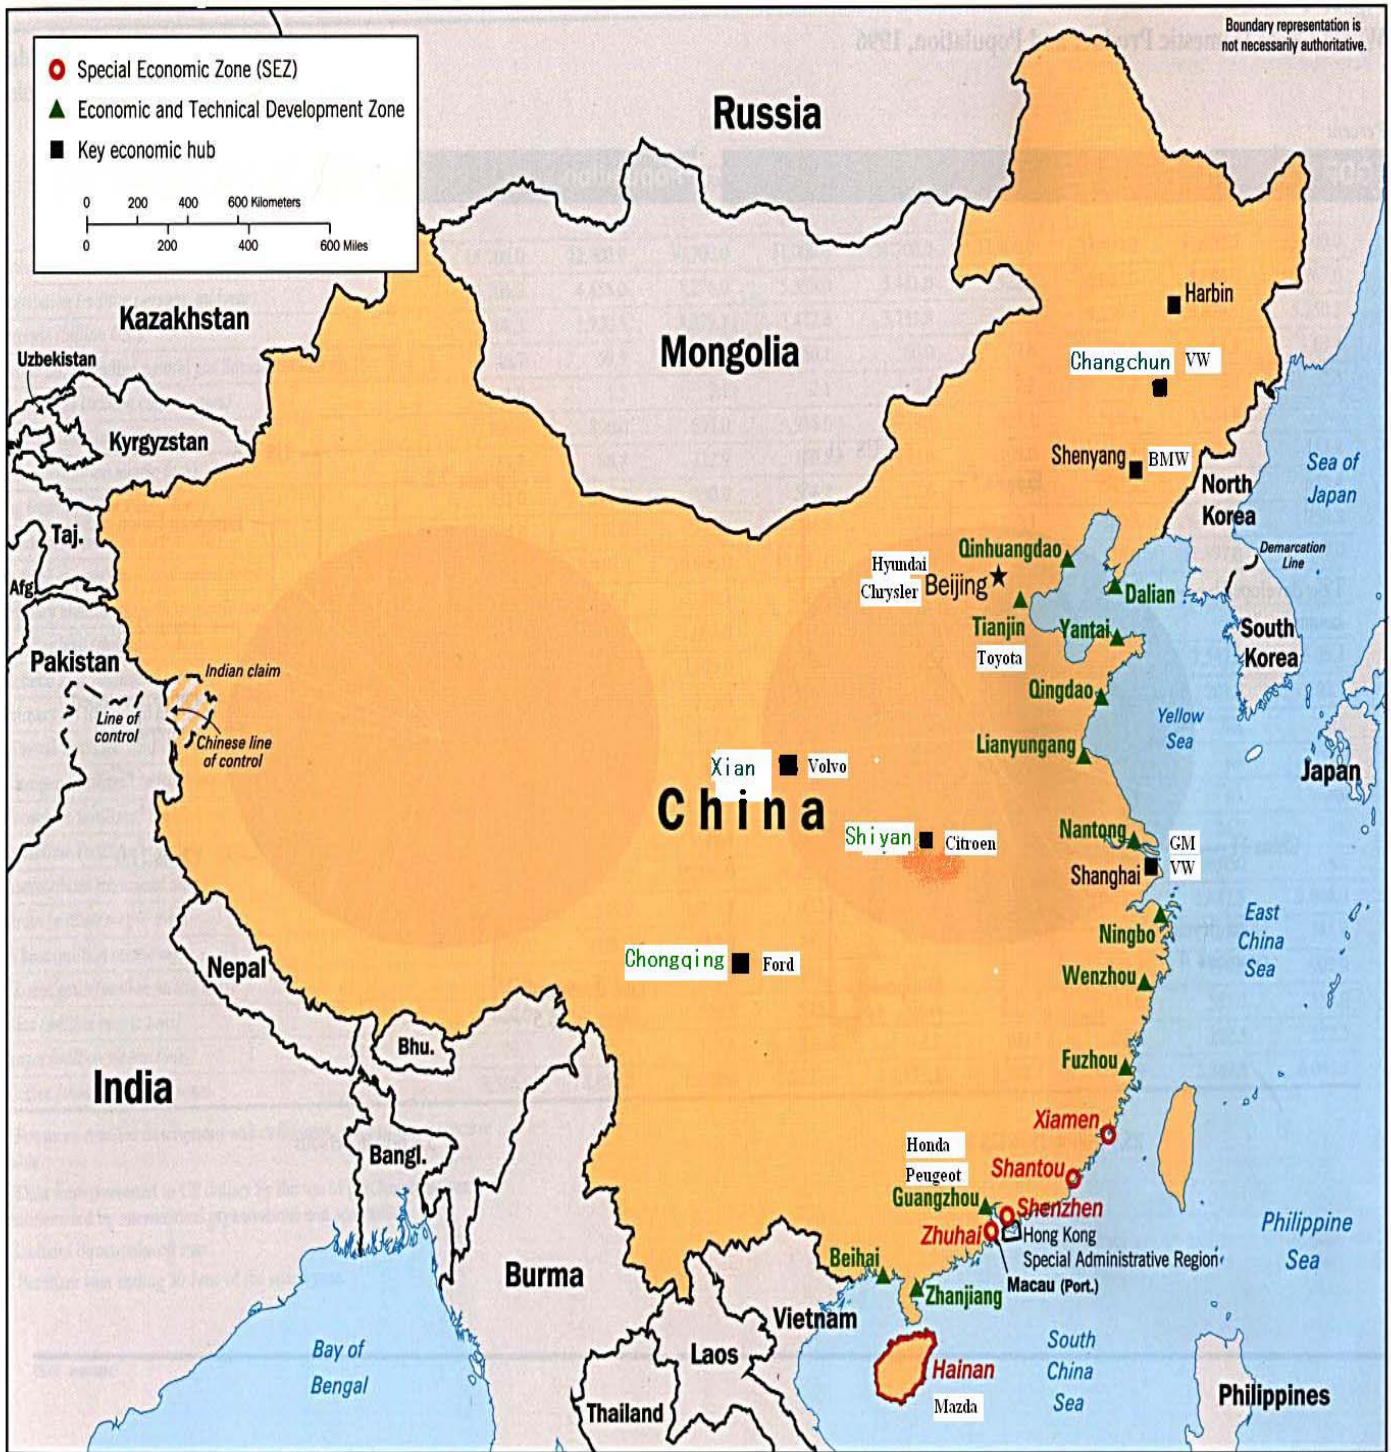 Boundary representation is
not necessarily authoritative.
Special Economic Zone (SEZ)
Economic and Technical Development Zone
Key economic hub
0 200 400 600 Kilometers
0 200 400 600 Miles
Russia
Kazakhstan
Uzbekistan
Mongolia
Kyrgyzstan
Harbin
Changchun
VW
Shenyang
BMW
Sea of
Japan
North
Korea
Taj.
Afg.
Demarcation
Line
Qinhuangdao
Hyundai
Chrysler
Beijing
Dalian
Tianjin
Toyota
Yantai
South
Korea
Pakistan
Indian claim
Line of
control
Chinese line
of control
Qingdao
Yellow
Sea
Lianyungang
Japan
Xian
Volvo
China
Shiyan
Citroen
Nantong
GM
VW
Shanghai
Ningbo
East
China
Sea
Chongqing
Ford
Wenzhou
Nepal
Bhu.
Fuzhou
India
Xiamen
Bangl.
Honda
Peugeot
Shantou
Guangzhou
Shenzhen
Zhuhai
Hong Kong
Special Administrative Region
Macau (Port.)
Philippine
Sea
Beihai
Zhanjiang
Burma
Vietnam
Laos
Bay of
Bengal
Hainan
Mazda
South
China
Sea
Thailand
Philippines